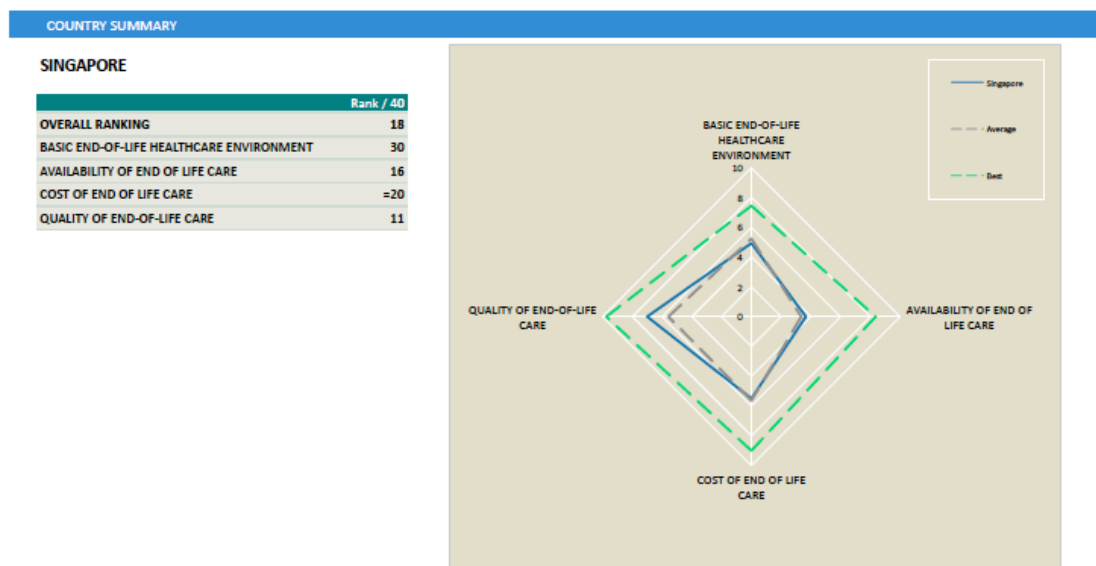 COUNTRY SUMMARY
SINGAPORE
Rank / 40
OVERALL RANKING 18
BASIC END-OF-LIFE HEALTHCARE ENVIRONMENT 30
AVAILABILITY OF END OF LIFE CARE 16
COST OF END OF LIFE CARE =20
QUALITY OF END-OF-LIFE CARE 11
Singapore
Average
Best
BASIC END-OF-LIFE
HEALTHCARE
ENVIRONMENT
10
8
6
4
2
0
QUALITY OF END-OF-LIFE
CARE
AVAILABILITY OF END OF
LIFE CARE
COST OF END OF LIFE
CARE